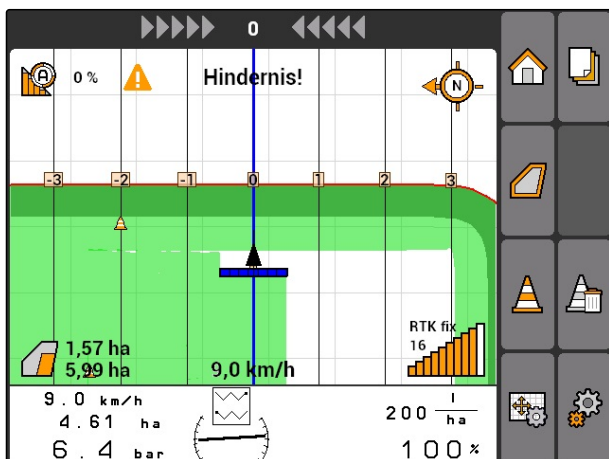 0
A 0 % Hindernis! N
-3 -2 -1 0 1 2 3
RTK fix
16
1,57 ha
5,99 ha 9,0 km/h
9.0 km/h
4.61 ha
6.4 bar
200 l/ha
100 %